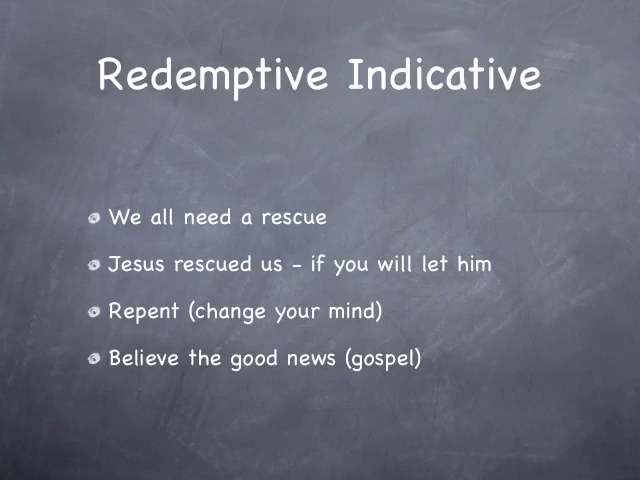 Redemptive Indicative
We all need a rescue
Jesus rescued us - if you will let him
Repent (change your mind)
Believe the good news (gospel)